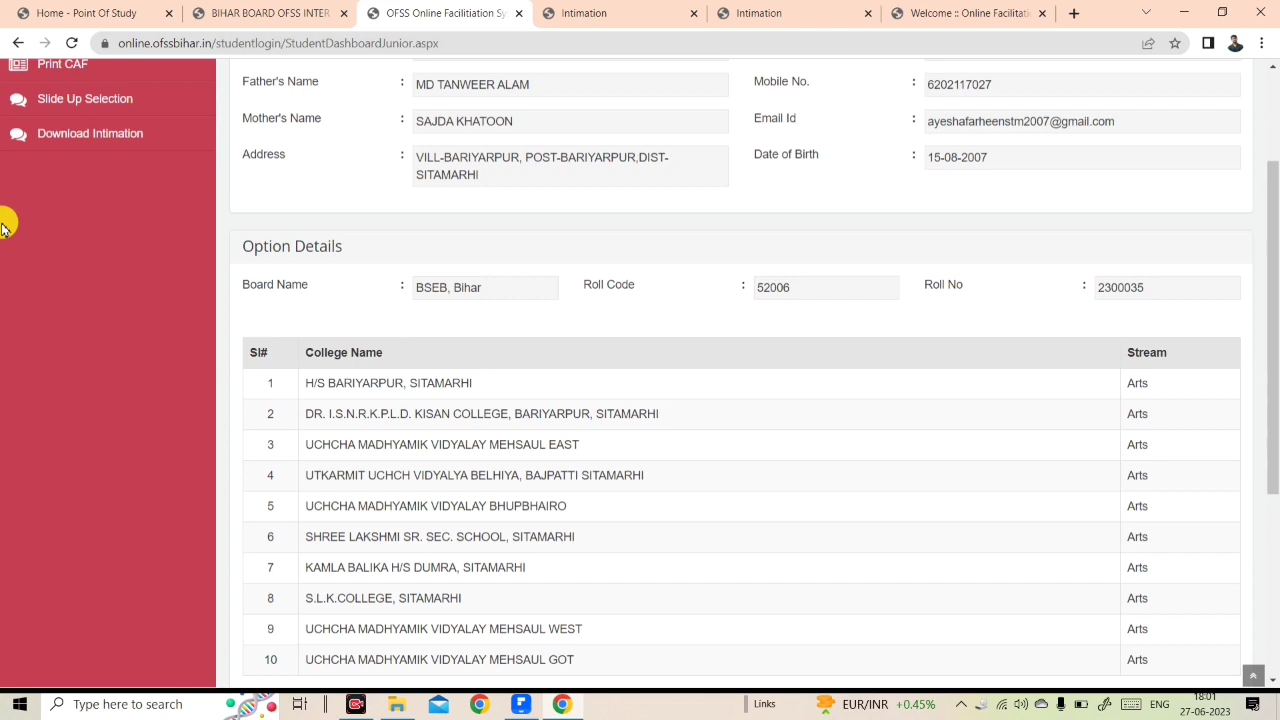 Home
BIHAR BOARD OFSS INTER
OFSS Online Facilitation Sy
Intimation
Intimation
Welcome :: Online Facilitati
online.ofssbihar.in/studentlogin/StudentDashboardJunior.aspx
Print CAF
Slide Up Selection
Download Intimation
Father's Name : MD TANWEER ALAM Mobile No. : 6202117027
Mother's Name : SAJDA KHATOON Email Id : ayeshafarheenstm2007@gmail.com
Address : VILL-BARIYARPUR, POST-BARIYARPUR,DIST- Date of Birth : 15-08-2007
SITAMARHI
Option Details
Board Name : BSEB, Bihar Roll Code : 52006 Roll No : 2300035
Sl# College Name Stream
1 H/S BARIYARPUR, SITAMARHI Arts
2 DR. I.S.N.R.K.P.L.D. KISAN COLLEGE, BARIYARPUR, SITAMARHI Arts
3 UCHCHA MADHYAMIK VIDYALAY MEHSAUL EAST Arts
4 UTKARMIT UCHCH VIDYALYA BELHIYA, BAJPATTI SITAMARHI Arts
5 UCHCHA MADHYAMIK VIDYALAY BHUPBHAIRO Arts
6 SHREE LAKSHMI SR. SEC. SCHOOL, SITAMARHI Arts
7 KAMLA BALIKA H/S DUMRA, SITAMARHI Arts
8 S.L.K.COLLEGE, SITAMARHI Arts
9 UCHCHA MADHYAMIK VIDYALAY MEHSAUL WEST Arts
10 UCHCHA MADHYAMIK VIDYALAY MEHSAUL GOT Arts
Type here to search Links EUR/INR +0.45% ENG 18:01
27-06-2023